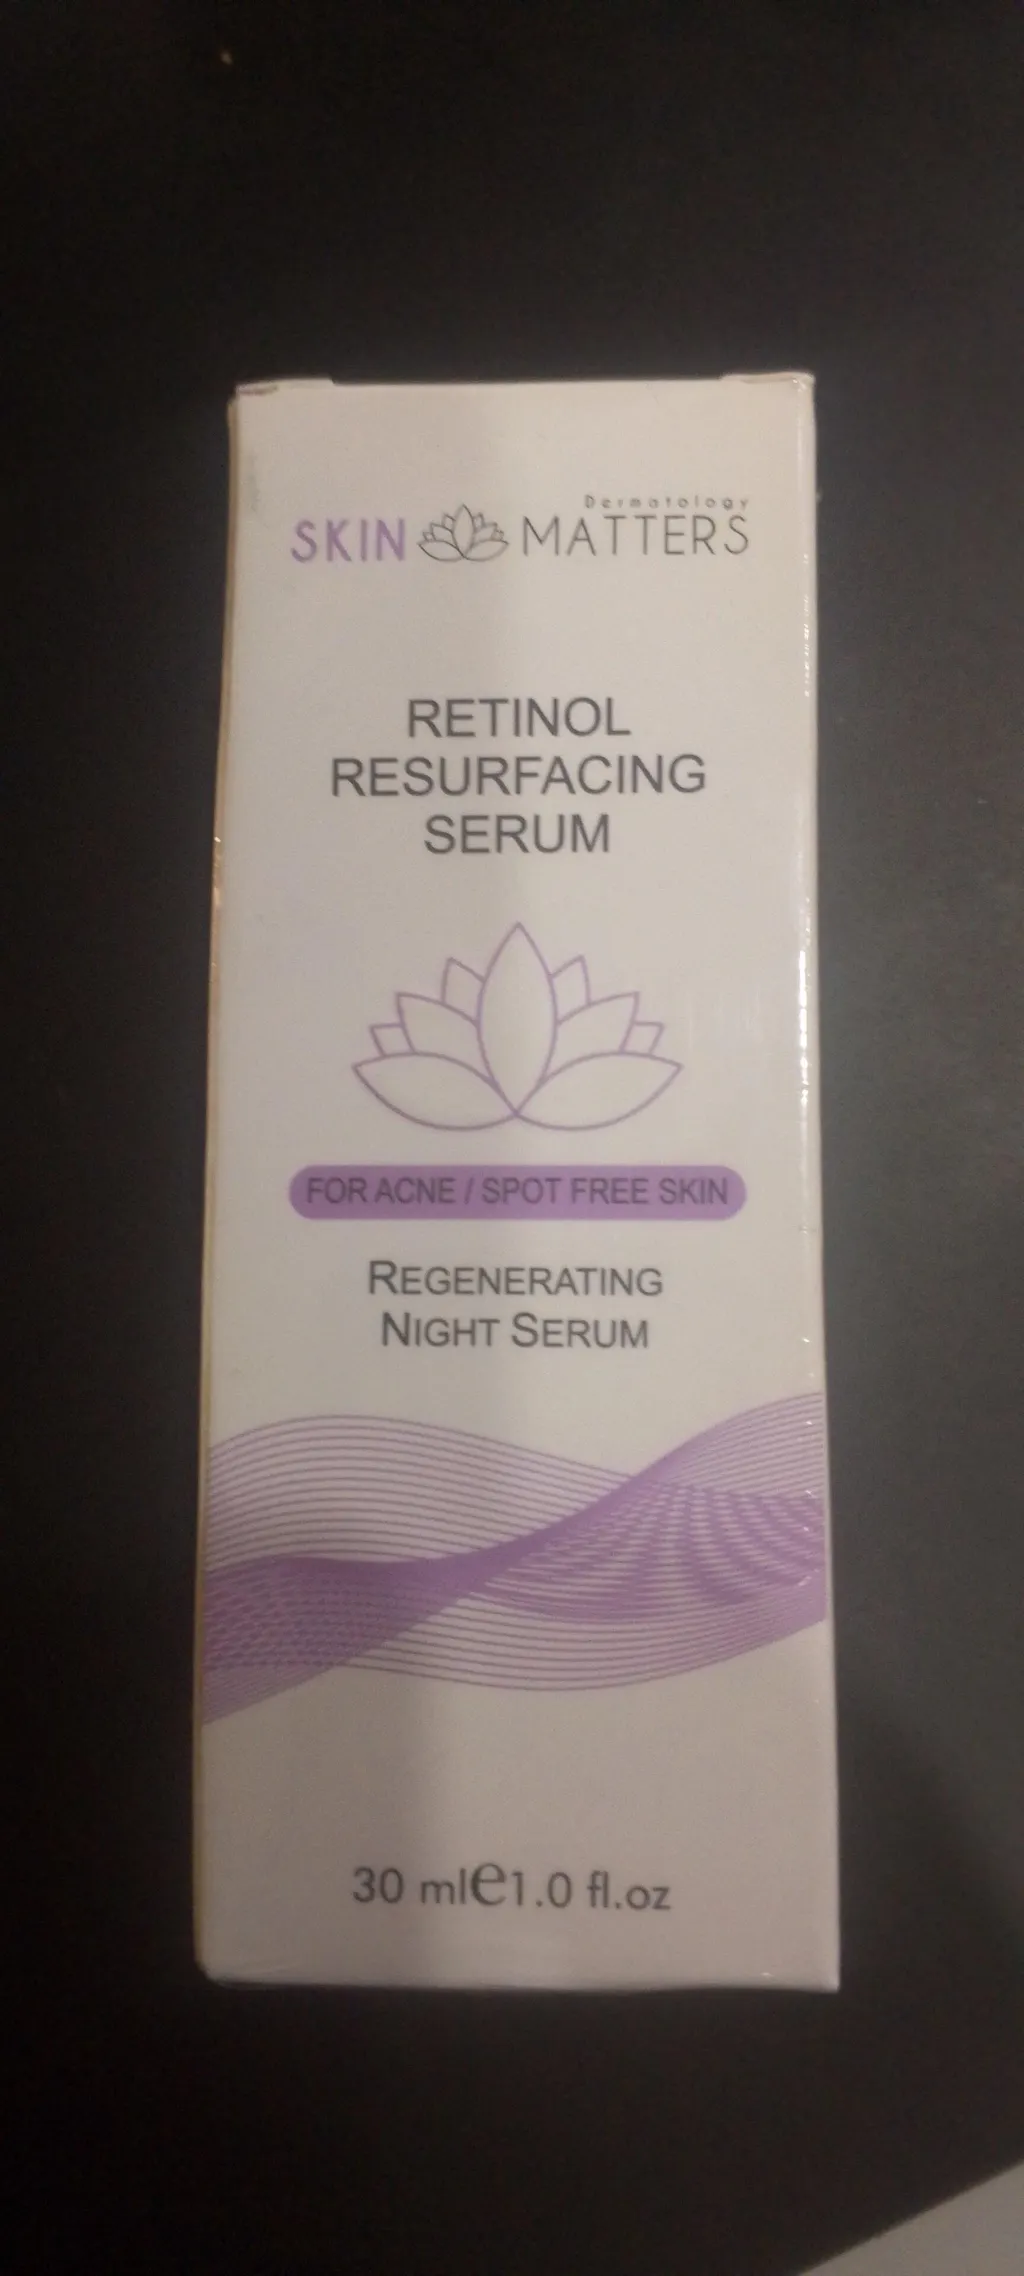 Dermatology
SKIN MATTERS
RETINOL
RESURFACING
SERUM
FOR ACNE / SPOT FREE SKIN
REGENERATING
NIGHT SERUM
30 ml e 1.0 fl.oz